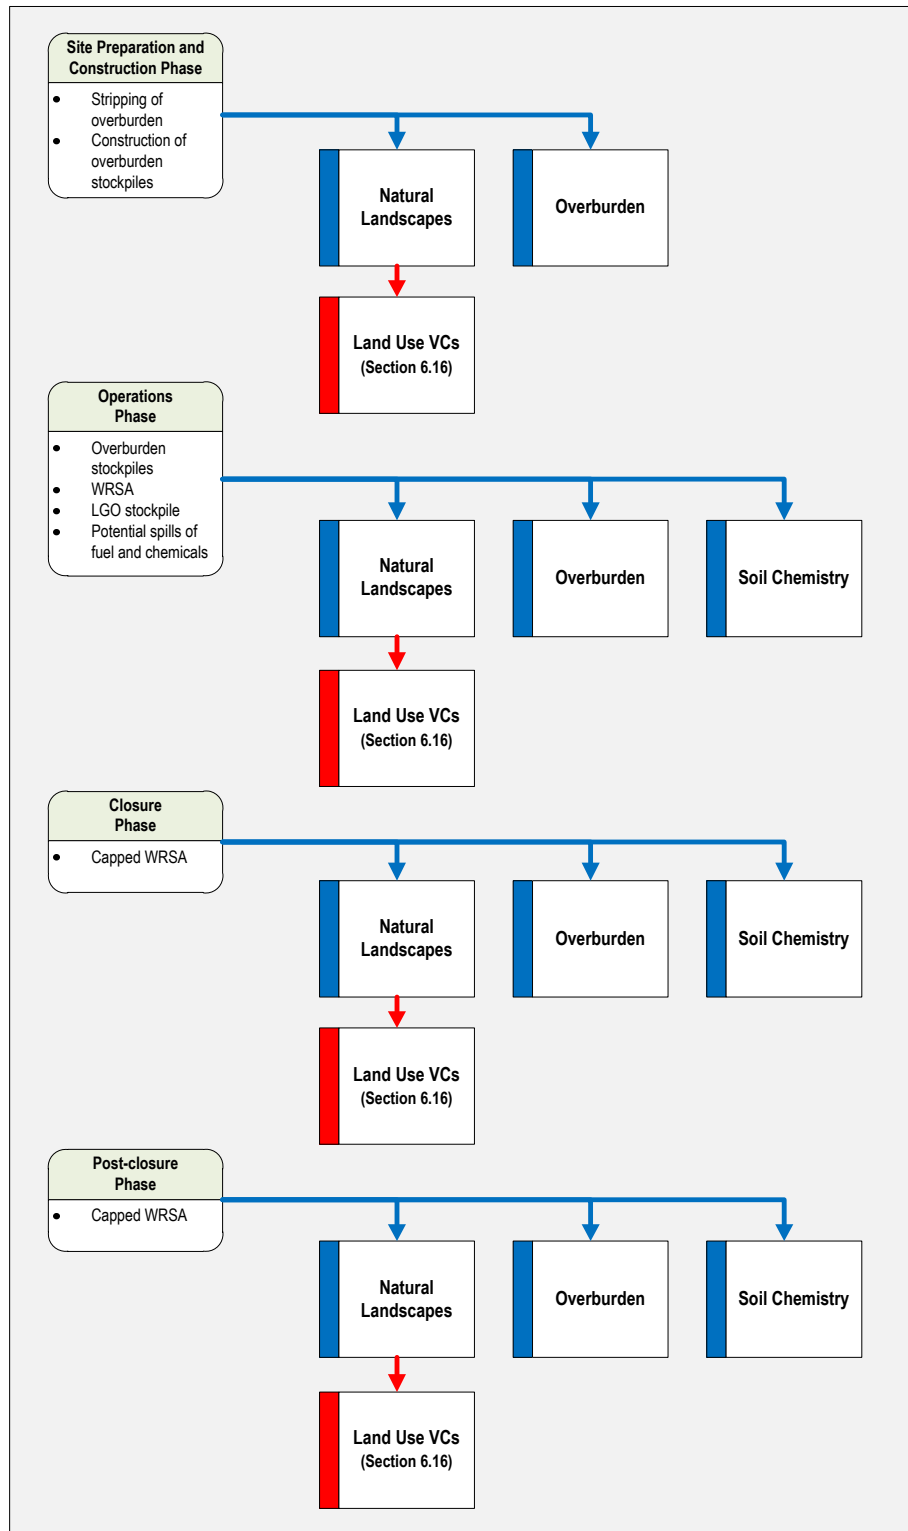 Site Preparation and
Construction Phase
• Stripping of
overburden
• Construction of
overburden
stockpiles
Natural
Landscapes
Overburden
Land Use VCs
(Section 6.16)
Operations
Phase
• Overburden
stockpiles
• WRSA
• LGO stockpile
• Potential spills of
fuel and chemicals
Natural
Landscapes
Overburden
Soil Chemistry
Land Use VCs
(Section 6.16)
Closure
Phase
• Capped WRSA
Natural
Landscapes
Overburden
Soil Chemistry
Land Use VCs
(Section 6.16)
Post-closure
Phase
• Capped WRSA
Natural
Landscapes
Overburden
Soil Chemistry
Land Use VCs
(Section 6.16)